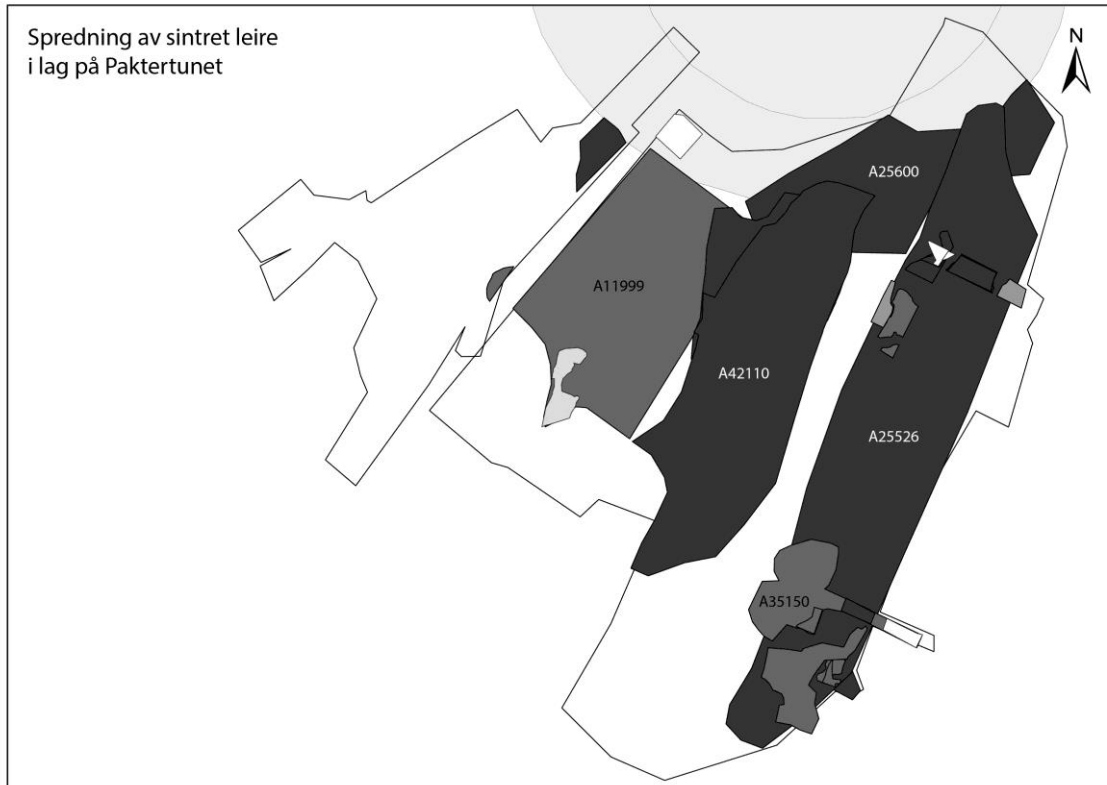 Spredning av sintret leire
i lag på Paktertunet
N
A25600
A11999
A42110
A25526
A35150